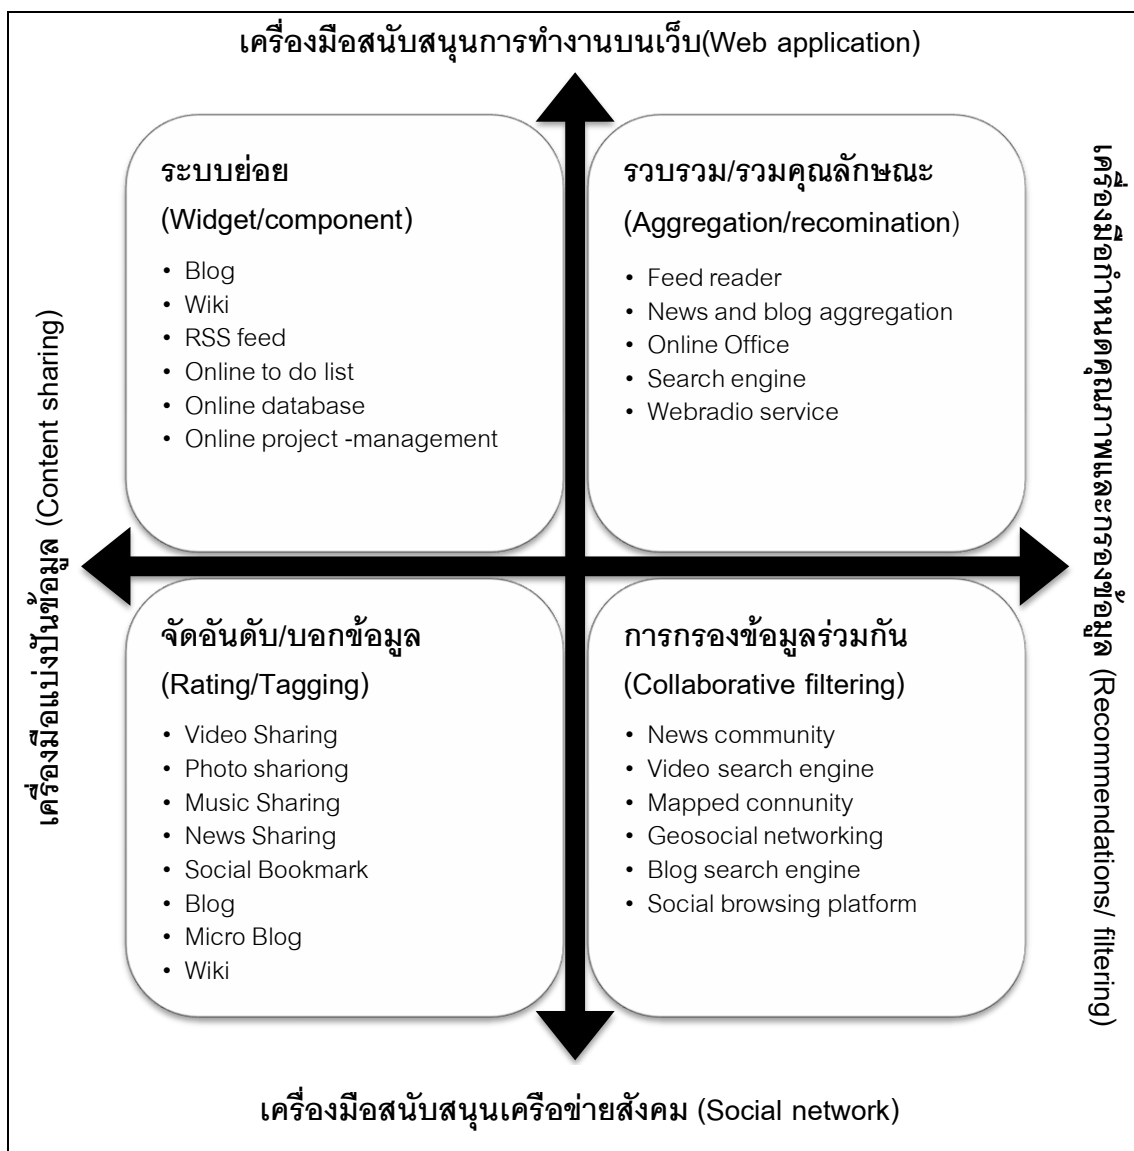 เครื่องมือสนับสนุนการทำงานบนเว็บ(Web application)
ระบบย่อย
(Widget/component)
• Blog
• Wiki
• RSS feed
• Online to do list
• Online database
• Online project -management
รวบรวม/รวมคุณลักษณะ
(Aggregation/recomination)
• Feed reader
• News and blog aggregation
• Online Office
• Search engine
• Webradio service
เครื่องมือแบ่งปันข้อมูล (Content sharing)
เครื่องมือกำหนดคุณภาพและกรองข้อมูล (Recommendations/ filtering)
จัดอันดับ/บอกข้อมูล
(Rating/Tagging)
• Video Sharing
• Photo shariong
• Music Sharing
• News Sharing
• Social Bookmark
• Blog
• Micro Blog
• Wiki
การกรองข้อมูลร่วมกัน
(Collaborative filtering)
• News community
• Video search engine
• Mapped connunity
• Geosocial networking
• Blog search engine
• Social browsing platform
เครื่องมือสนับสนุนเครือข่ายสังคม (Social network)